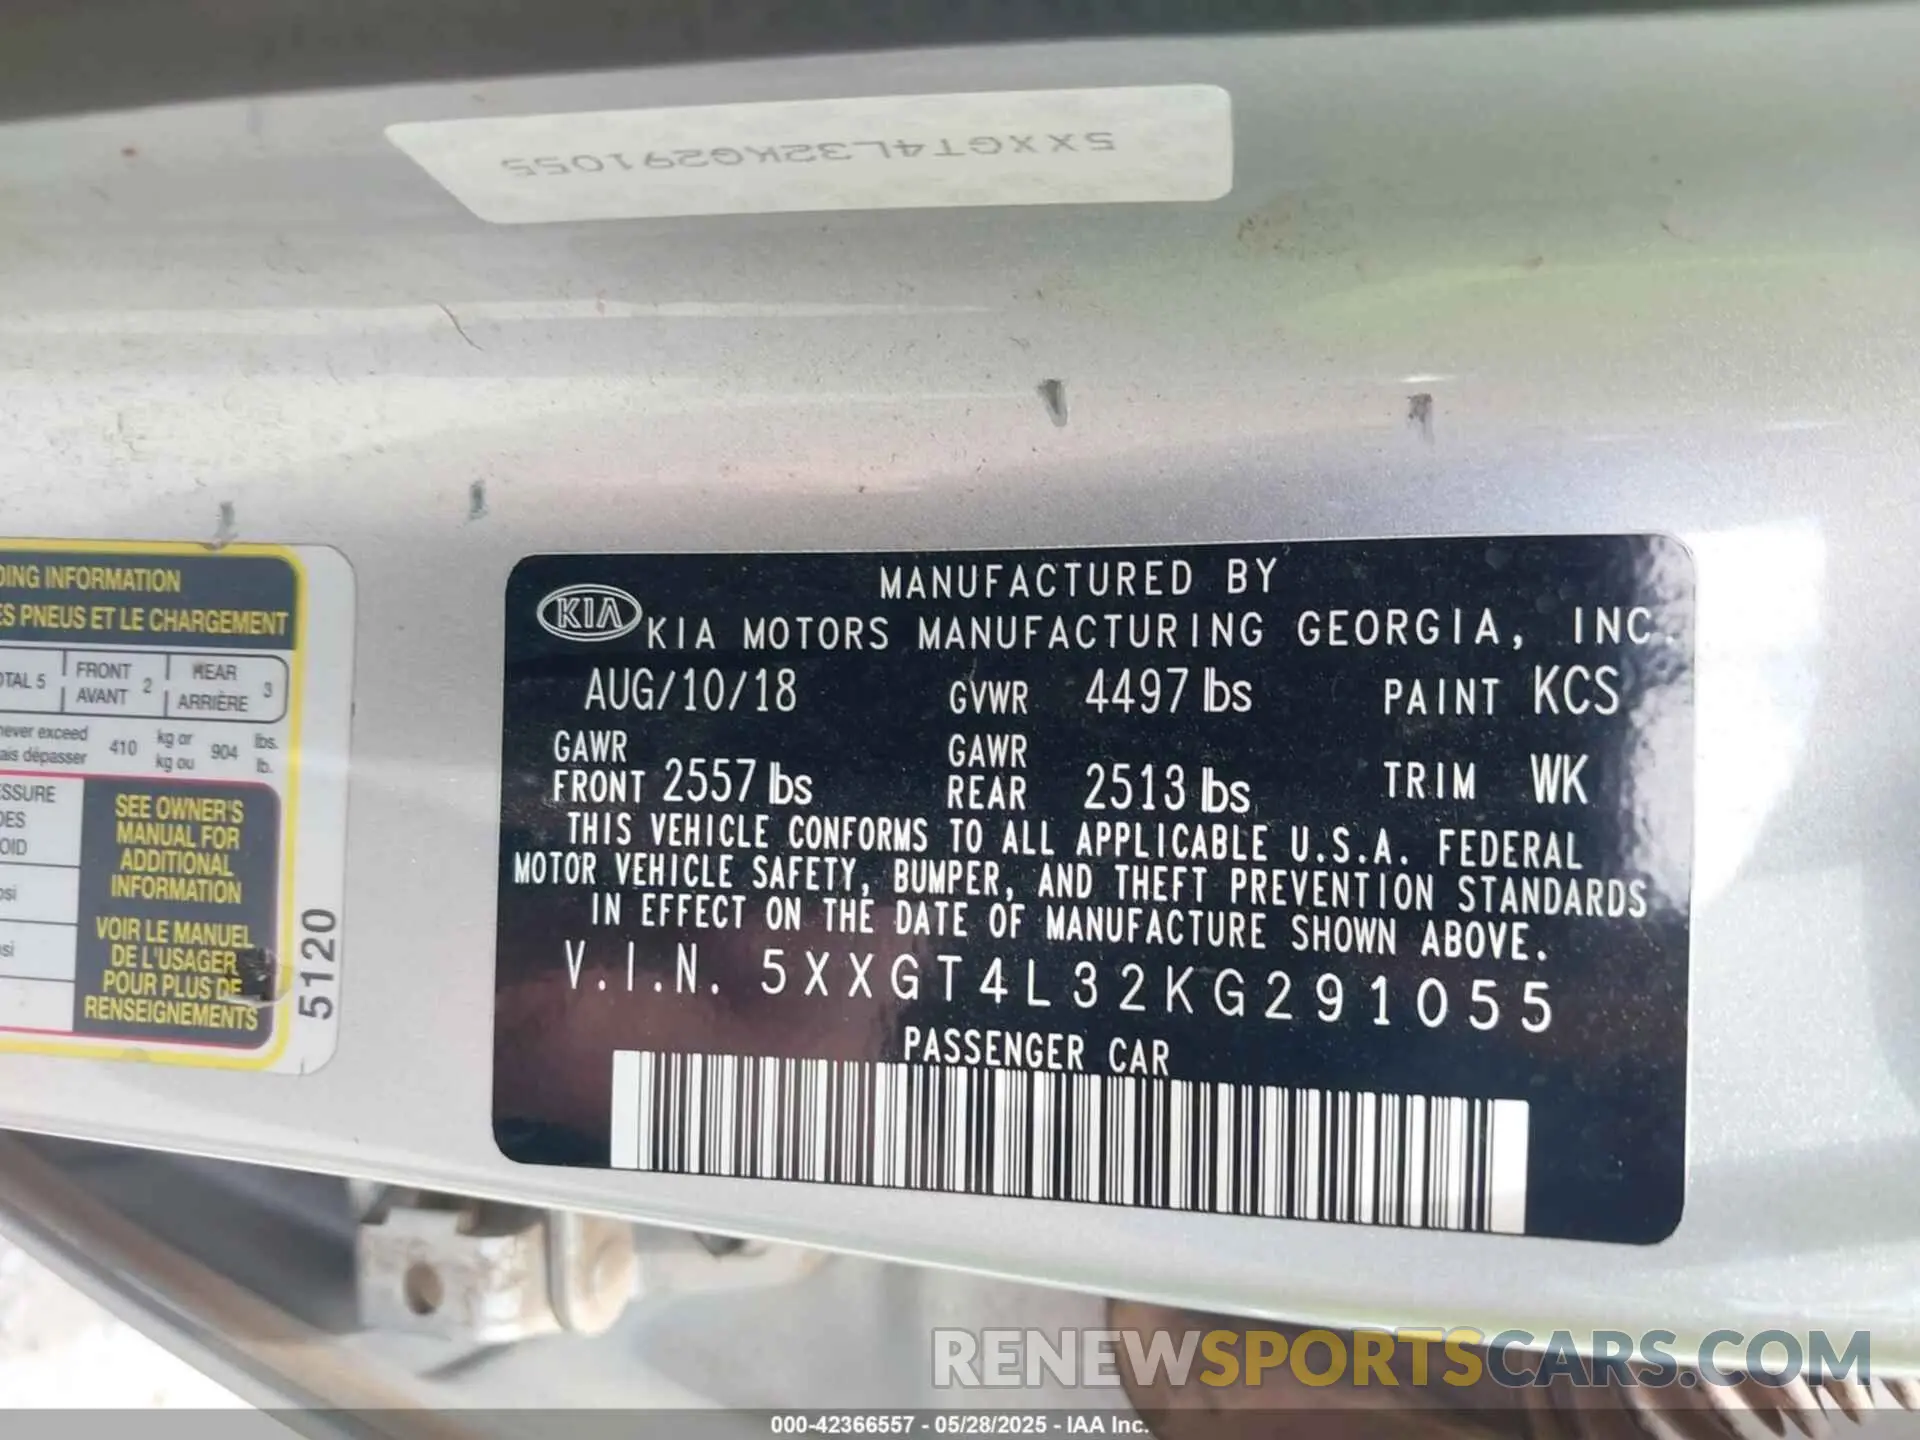 5XXGT4L32KG291055
DING INFORMATION
ES PNEUS ET LE CHARGEMENT
OTAL 5
FRONT
AVANT
2
REAR
ARRIÈRE
3
never exceed
ais dépasser
410
kg or
kg ou
904
lbs.
lb.
ESSURE
DES
OID
psi
si
SEE OWNER'S
MANUAL FOR
ADDITIONAL
INFORMATION
VOIR LE MANUEL
DE L'USAGER
POUR PLUS DE
RENSEIGNEMENTS
5120
MANUFACTURED BY
KIA
KIA MOTORS MANUFACTURING GEORGIA, INC.
AUG/10/18 GVWR 4497 lbs PAINT KCS
GAWR FRONT 2557 lbs GAWR REAR 2513 lbs TRIM WK
THIS VEHICLE CONFORMS TO ALL APPLICABLE U.S.A. FEDERAL
MOTOR VEHICLE SAFETY, BUMPER, AND THEFT PREVENTION STANDARDS
IN EFFECT ON THE DATE OF MANUFACTURE SHOWN ABOVE.
V.I.N. 5XXGT4L32KG291055
PASSENGER CAR
RENEWSPORTSCARS.COM
000-42366557 - 05/28/2025 - IAA Inc.